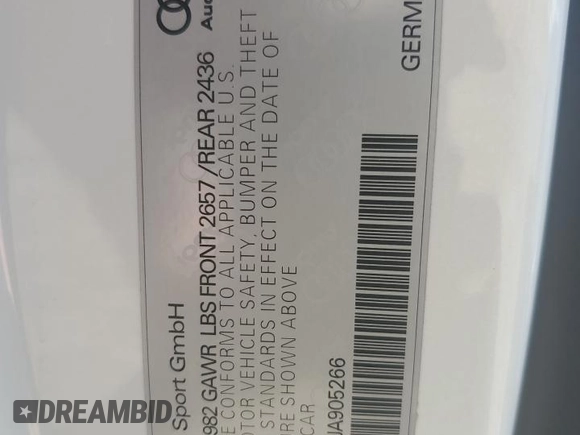 Aud
Sport GmbH
982 GAWR LBS FRONT 2657/REAR 2436
E CONFORMS TO ALL APPLICABLE U.S.
OTOR VEHICLE SAFETY, BUMPER AND THEFT
STANDARDS IN EFFECT ON THE DATE OF
RE SHOWN ABOVE
CAR
JA905266
GERM
DREAMBID